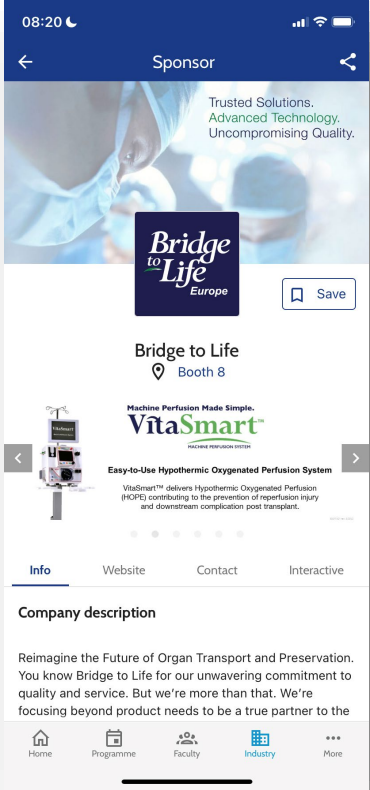 08:20
Sponsor
Trusted Solutions.
Advanced Technology.
Uncompromising Quality.
Bridge
to
Life
Europe
Save
Bridge to Life
Booth 8
Machine Perfusion Made Simple.
VitaSmart™
MACHINE PERFUSION SYSTEM
Easy-to-Use Hypothermic Oxygenated Perfusion System
VitaSmart™ delivers Hypothermic Oxygenated Perfusion
(HOPE) contributing to the prevention of reperfusion injury
and downstream complication post transplant.
Info
Website
Contact
Interactive
Company description
Reimagine the Future of Organ Transport and Preservation.
You know Bridge to Life for our unwavering commitment to
quality and service. But we’re more than that. We’re
focusing beyond product needs to be a true partner to the
Home
Programme
Faculty
Industry
More